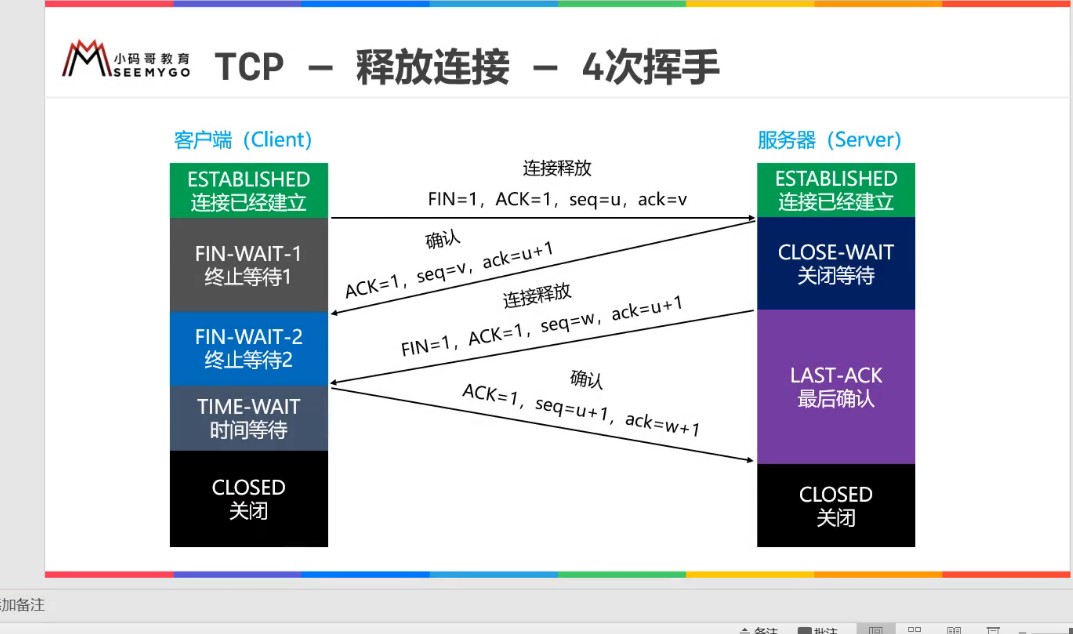 小码哥教育
SEEMYGO
TCP － 释放连接 － 4次挥手
客户端（Client）
服务器（Server）
ESTABLISHED
连接已经建立
FIN-WAIT-1
终止等待1
FIN-WAIT-2
终止等待2
TIME-WAIT
时间等待
CLOSED
关闭
连接释放
FIN=1，ACK=1，seq=u，ack=v
确认
ACK=1，seq=v，ack=u+1
连接释放
FIN=1，ACK=1，seq=w，ack=u+1
确认
ACK=1，seq=u+1，ack=w+1
ESTABLISHED
连接已经建立
CLOSE-WAIT
关闭等待
LAST-ACK
最后确认
CLOSED
关闭
加备注
备注
批注